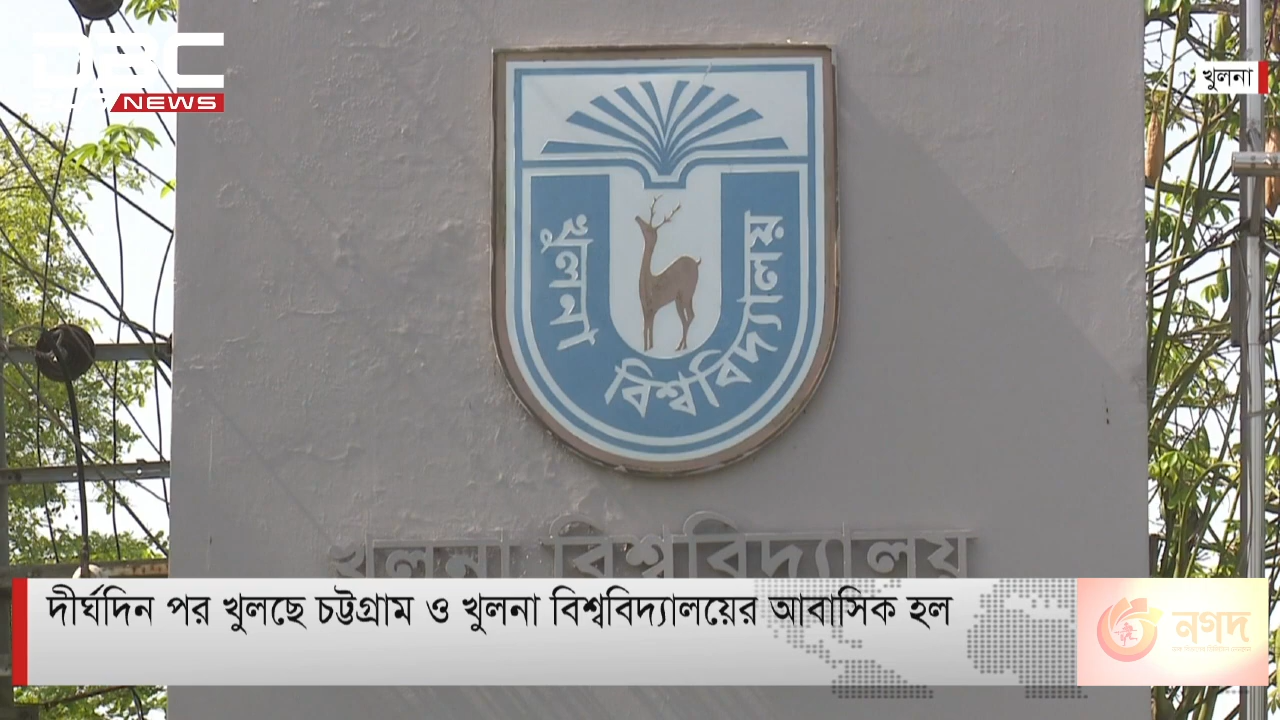 DBC
NEWS
খুলনা
খুলনা বিশ্ববিদ্যালয়
খুলনা বিশ্ববিদ্যালয়
দীর্ঘদিন পর খুলছে চট্টগ্রাম ও খুলনা বিশ্ববিদ্যালয়ের আবাসিক হল
নগদ